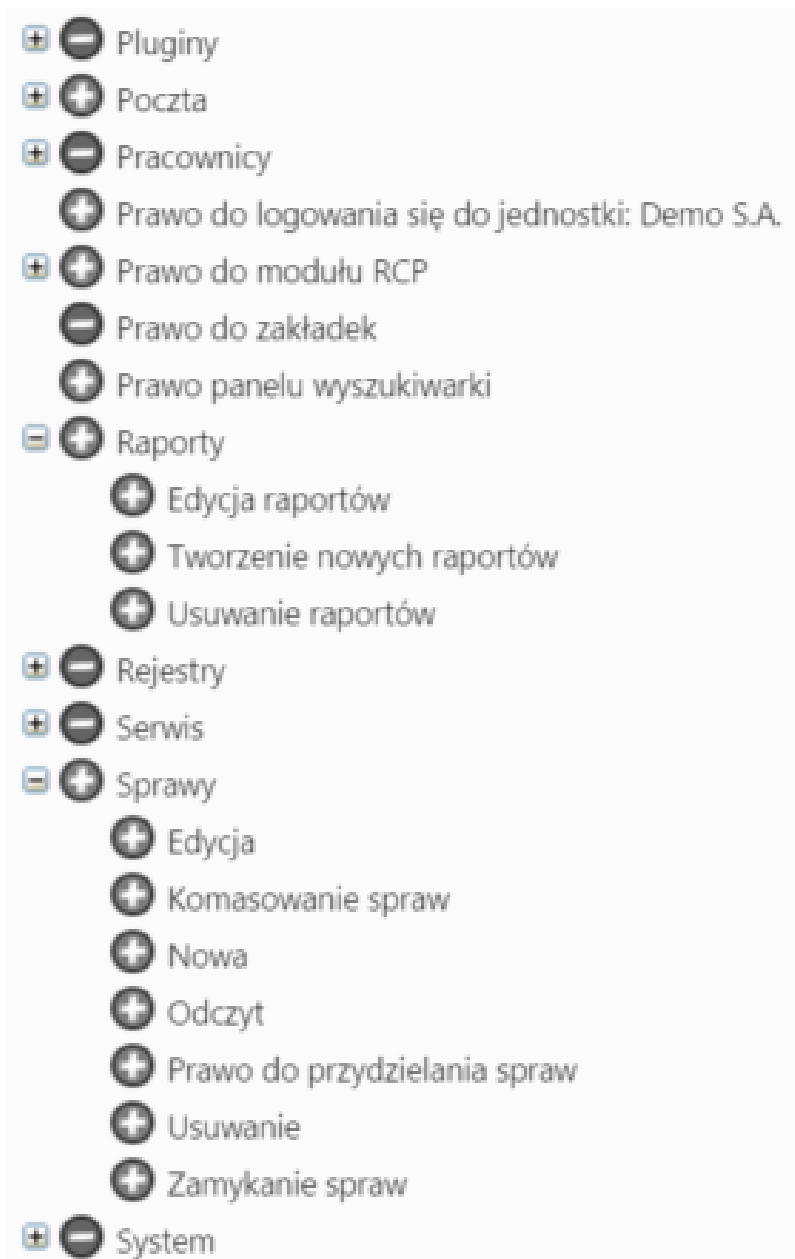 Pluginy
Poczta
Pracownicy
Prawo do logowania się do jednostki: Demo S.A.
Prawo do modułu RCP
Prawo do zakładek
Prawo panelu wyszukiwarki
Raporty
Edycja raportów
Tworzenie nowych raportów
Usuwanie raportów
Rejestry
Serwis
Sprawy
Edycja
Komasowanie spraw
Nowa
Odczyt
Prawo do przydzielania spraw
Usuwanie
Zamykanie spraw
System